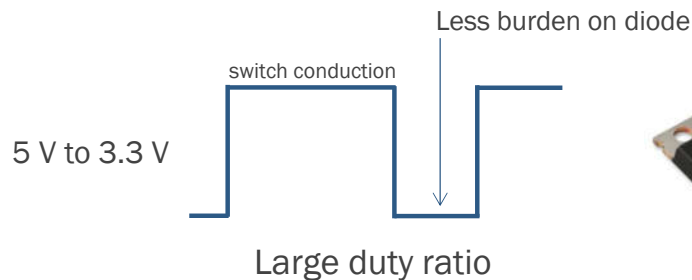 Less burden on diode
switch conduction
5 V to 3.3 V
Large duty ratio